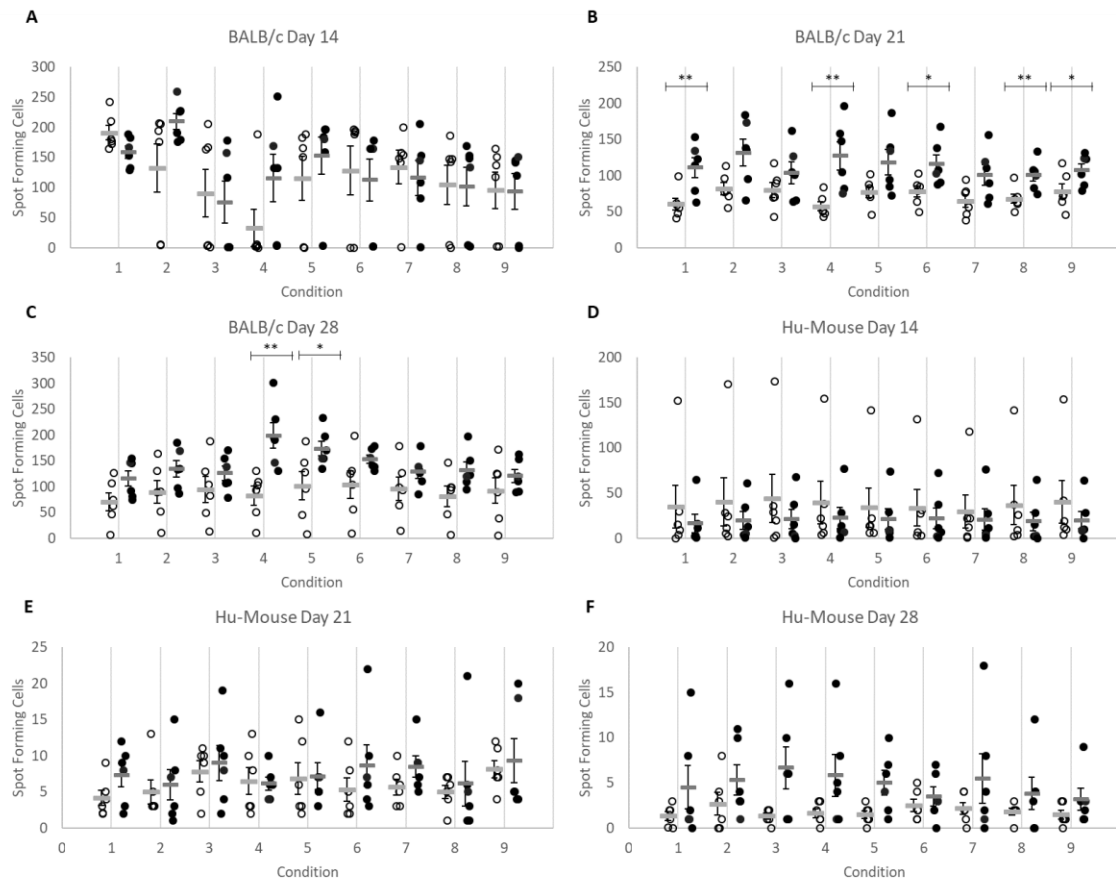 A
BALB/c Day 14
Spot Forming Cells
300
250
200
150
100
50
0
1 2 3 4 5 6 7 8 9
Condition
B
BALB/c Day 21
Spot Forming Cells
250
200
150
100
50
0
** ** * ** *
1 2 3 4 5 6 7 8 9
Condition
C
BALB/c Day 28
Spot Forming Cells
350
300
250
200
150
100
50
0
** *
1 2 3 4 5 6 7 8 9
Condition
D
Hu-Mouse Day 14
Spot Forming Cells
200
150
100
50
0
1 2 3 4 5 6 7 8 9
Condition
E
Hu-Mouse Day 21
Spot Forming Cells
25
20
15
10
5
0
0 1 2 3 4 5 6 7 8 9
Condition
F
Hu-Mouse Day 28
Spot Forming Cells
20
15
10
5
0
0 1 2 3 4 5 6 7 8 9
Condition